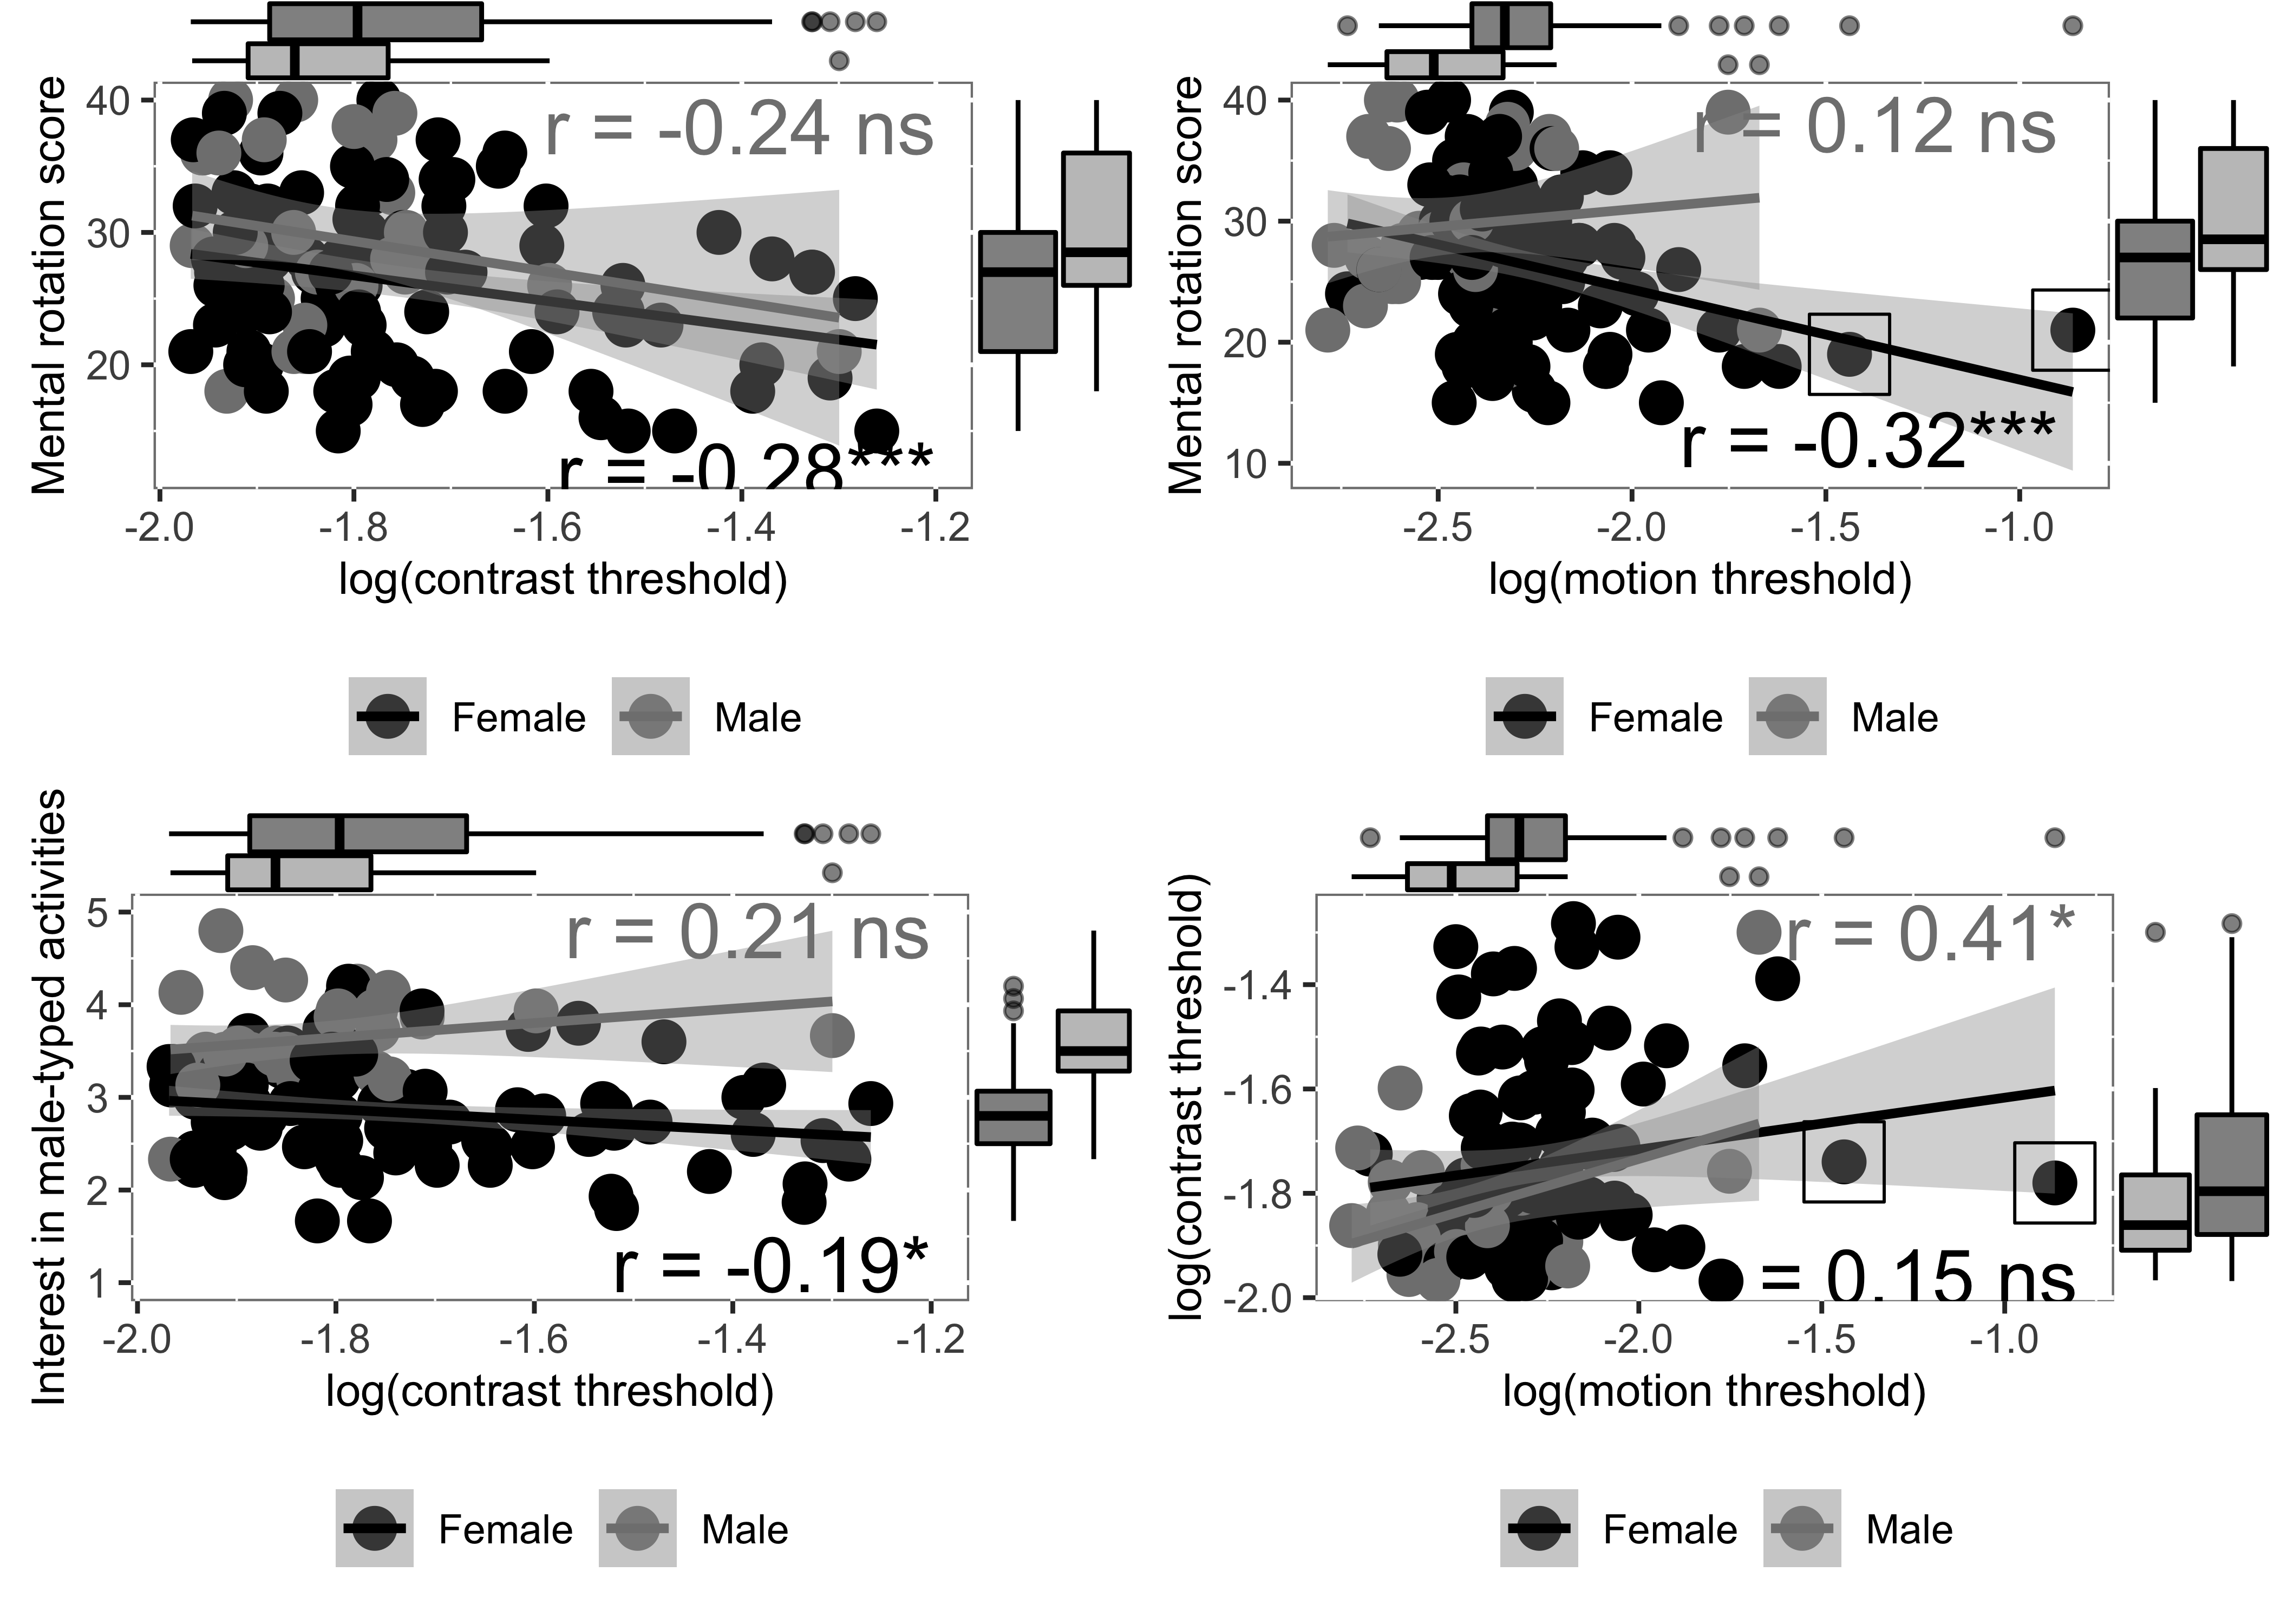 Mental rotation score
40
30
20
r = -0.24 ns
r = -0.28***
-2.0 -1.8 -1.6 -1.4 -1.2
log(contrast threshold)
Female Male
Mental rotation score
40
30
20
10
r = 0.12 ns
r = -0.32***
-2.5 -2.0 -1.5 -1.0
log(motion threshold)
Female Male
Interest in male-typed activities
5
4
3
2
1
r = 0.21 ns
r = -0.19*
-2.0 -1.8 -1.6 -1.4 -1.2
log(contrast threshold)
Female Male
log(contrast threshold)
-1.4
-1.6
-1.8
-2.0
r = 0.41*
= 0.15 ns
-2.5 -2.0 -1.5 -1.0
log(motion threshold)
Female Male